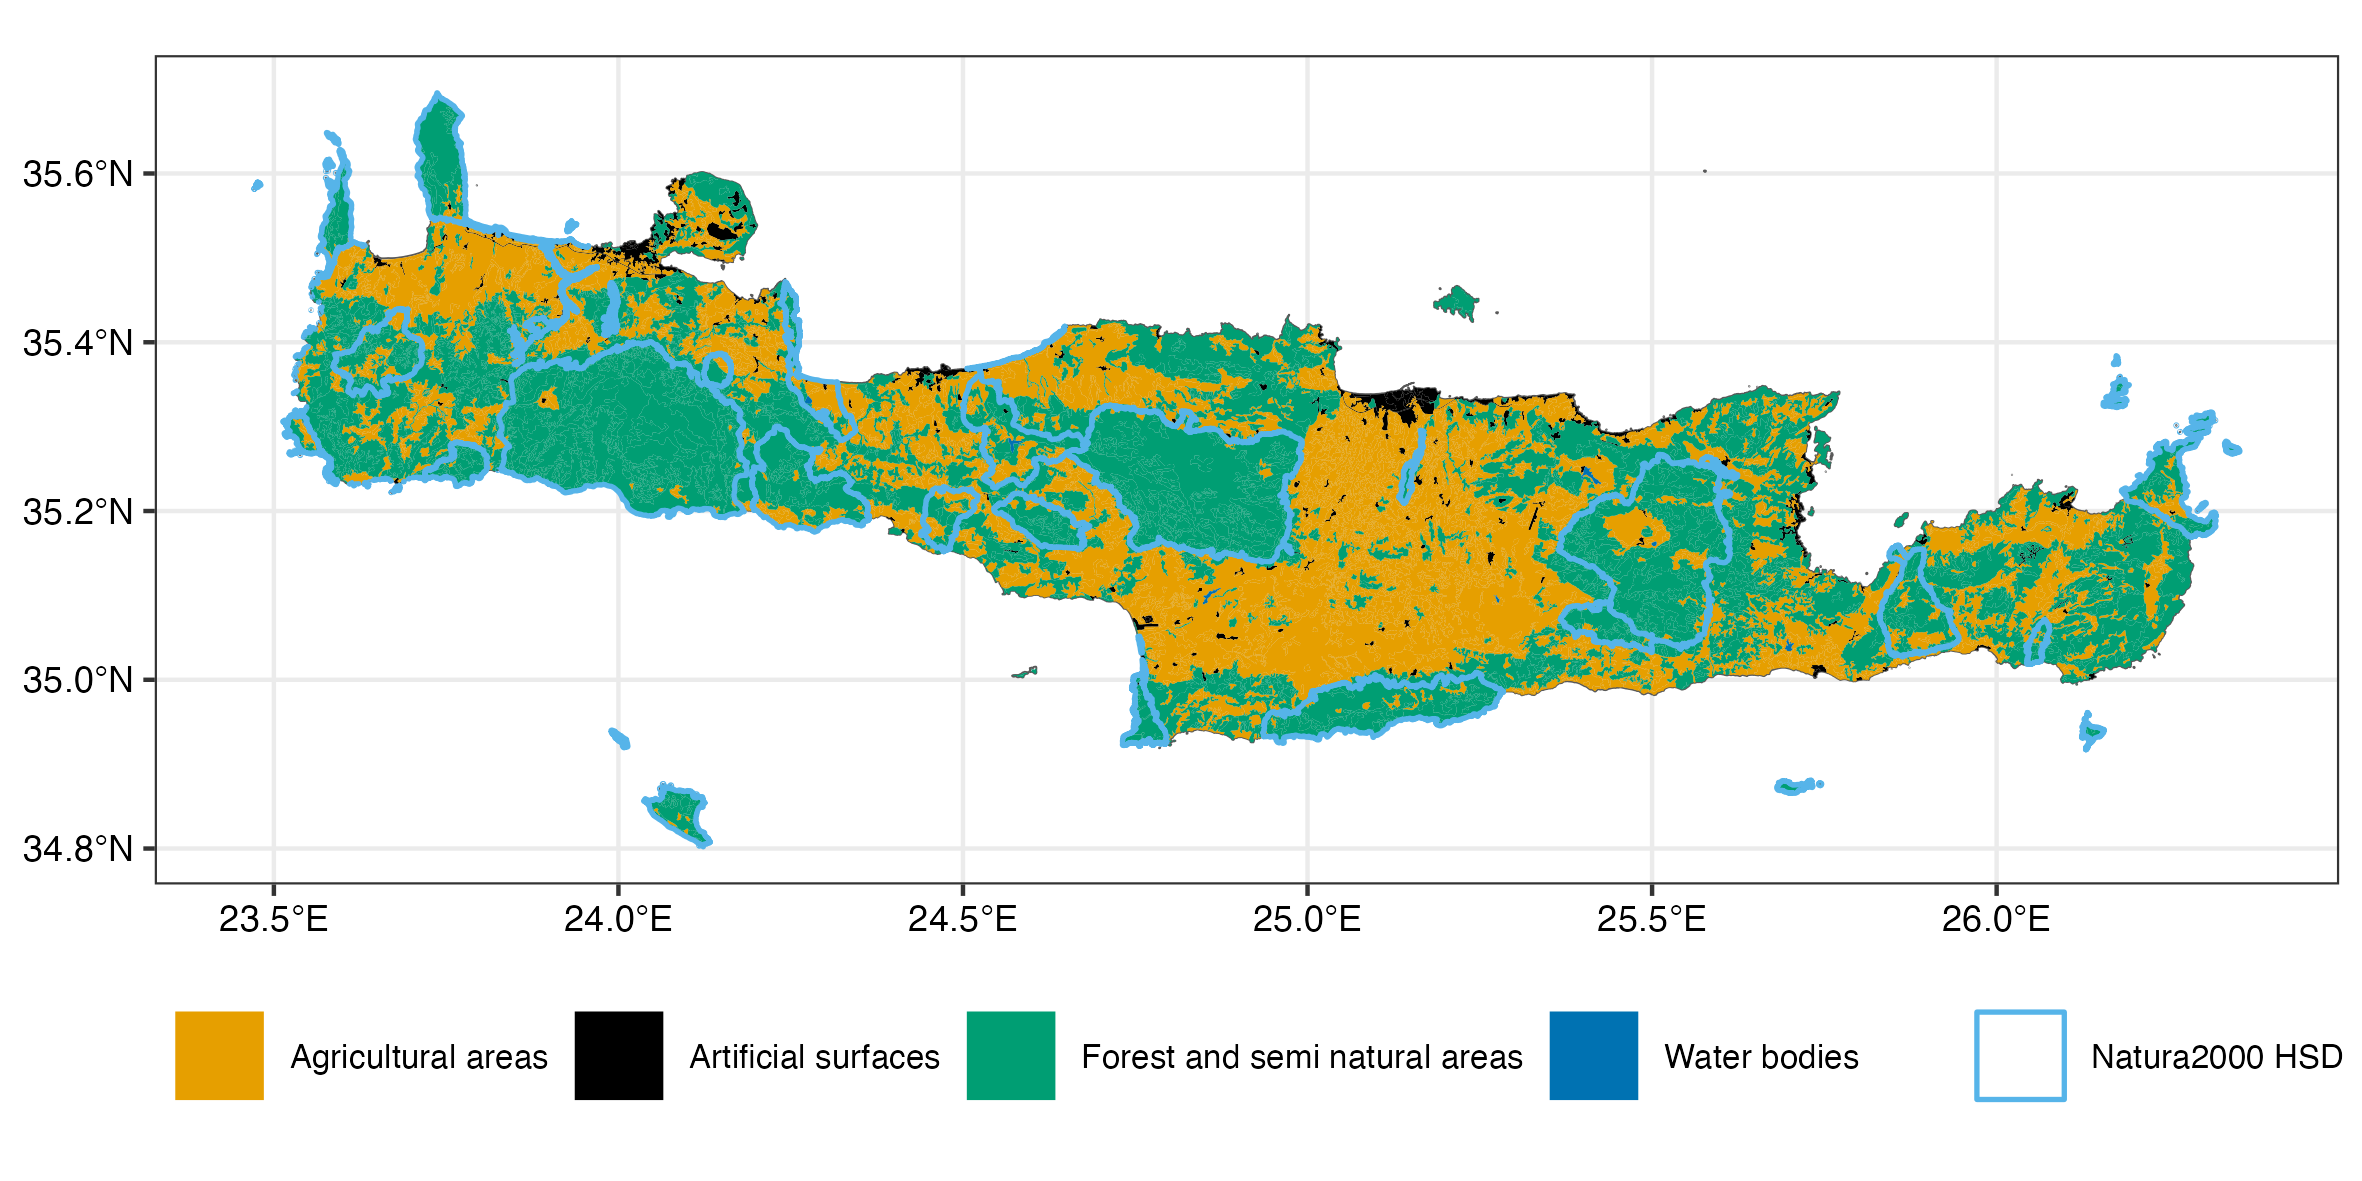 35.6°N
35.4°N
35.2°N
35.0°N
34.8°N
23.5°E 24.0°E 24.5°E 25.0°E 25.5°E 26.0°E
Agricultural areas Artificial surfaces Forest and semi natural areas Water bodies Natura2000 HSD